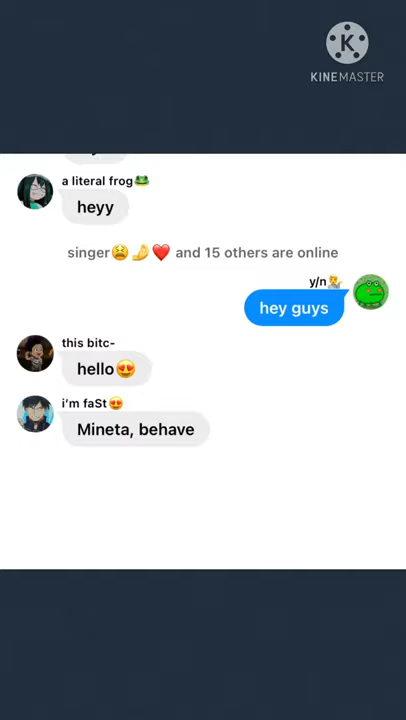 KINEMASTER
a literal frog🐸
heyy
singer😫🤌❤️ and 15 others are online
y/n💁‍♂️
hey guys
this bitc-
hello😍
i'm faSt😍
Mineta, behave